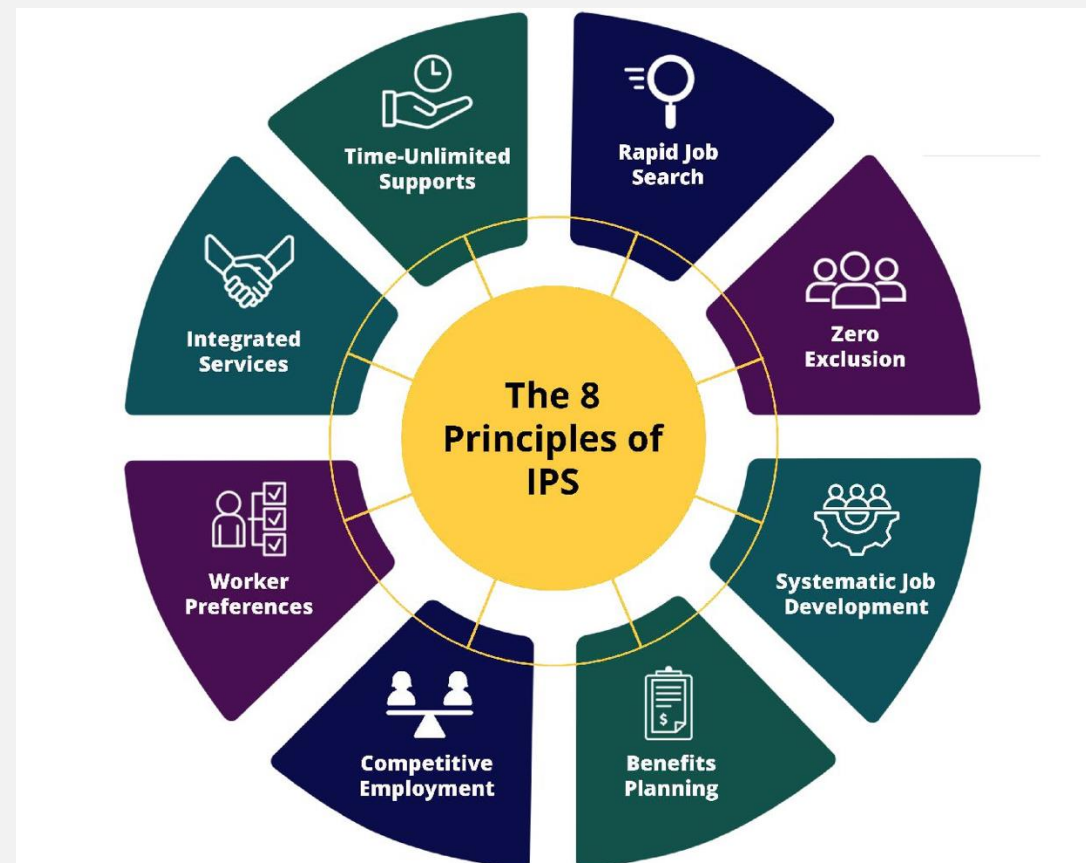 The 8
Principles of
IPS
Rapid Job
Search
Zero
Exclusion
Systematic Job
Development
Benefits
Planning
$
Competitive
Employment
Worker
Preferences
Integrated
Services
Time-Unlimited
Supports